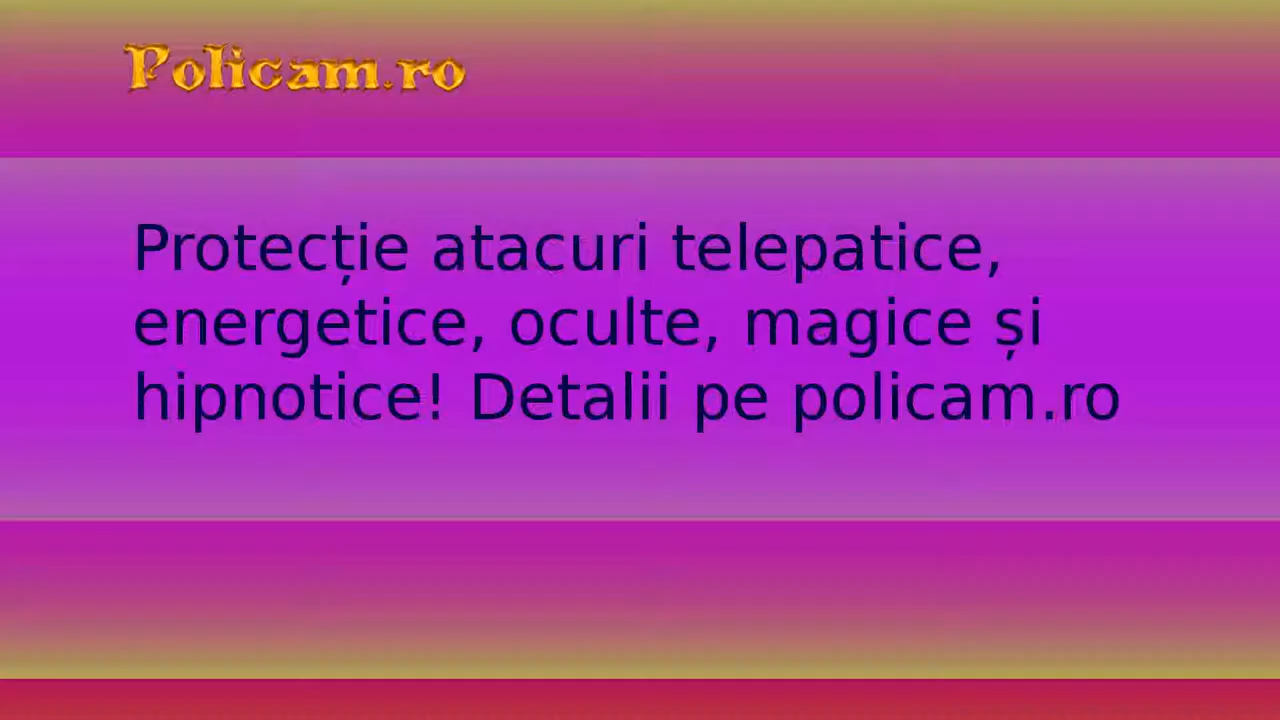 Policam.ro
Protecție atacuri telepatice,
energetice, oculte, magice și
hipnotice! Detalii pe policam.ro